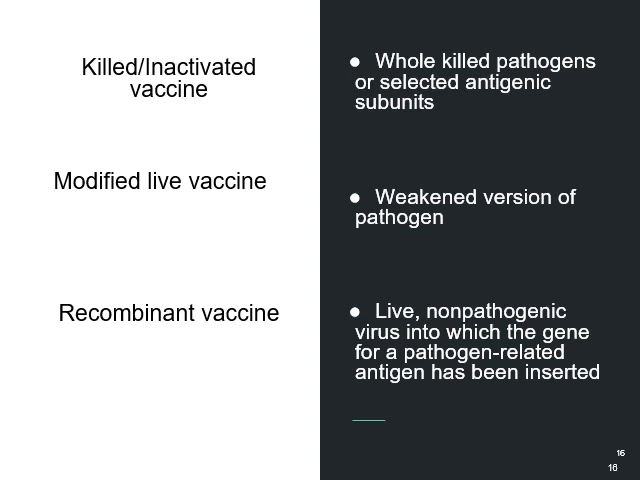 Killed/Inactivated
vaccine
● Whole killed pathogens
or selected antigenic
subunits
Modified live vaccine
● Weakened version of
pathogen
Recombinant vaccine
● Live, nonpathogenic
virus into which the gene
for a pathogen-related
antigen has been inserted
16
16